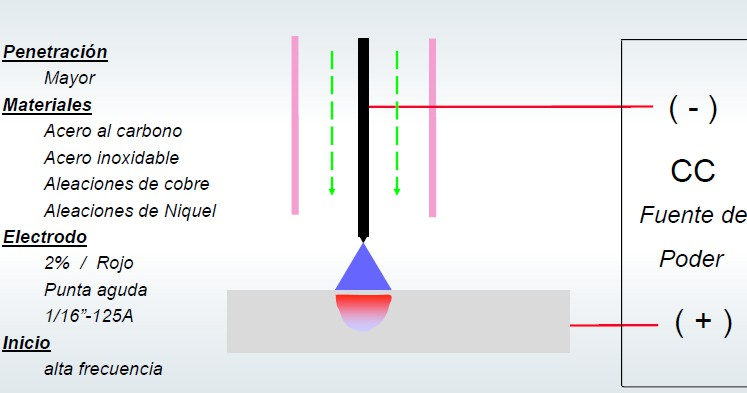 Penetración
Mayor
Materiales
Acero al carbono
Acero inoxidable
Aleaciones de cobre
Aleaciones de Niquel
Electrodo
2% / Rojo
Punta aguda
1/16”-125A
Inicio
alta frecuencia
( - )
CC
Fuente de
Poder
( + )